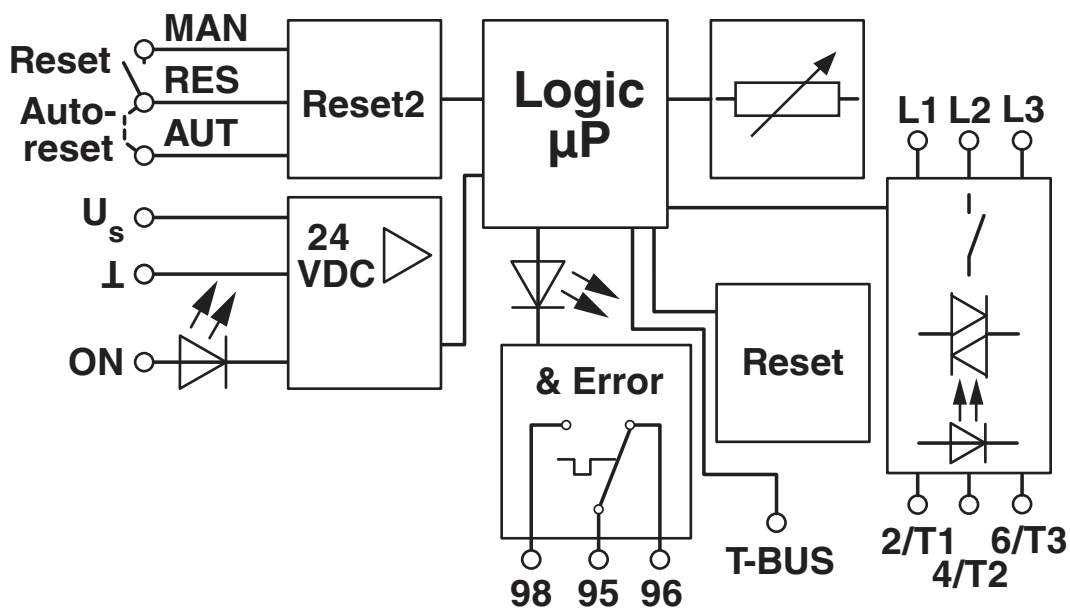 MAN
Reset
RES
Auto-
reset
AUT
Reset2
Logic
µP
L1 L2 L3
Us
24
VDC
⊥
ON
& Error
Reset
98
95
96
T-BUS
2/T1
6/T3
4/T2